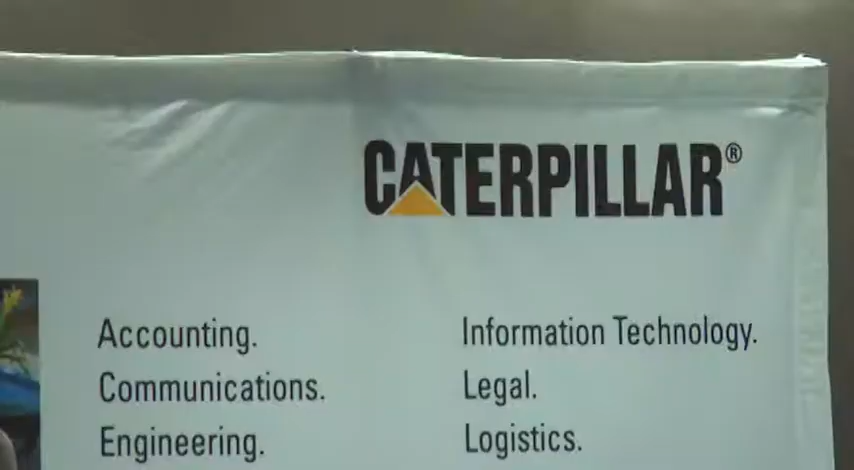 CATERPILLAR®
Accounting.
Communications.
Engineering.
Information Technology.
Legal.
Logistics.